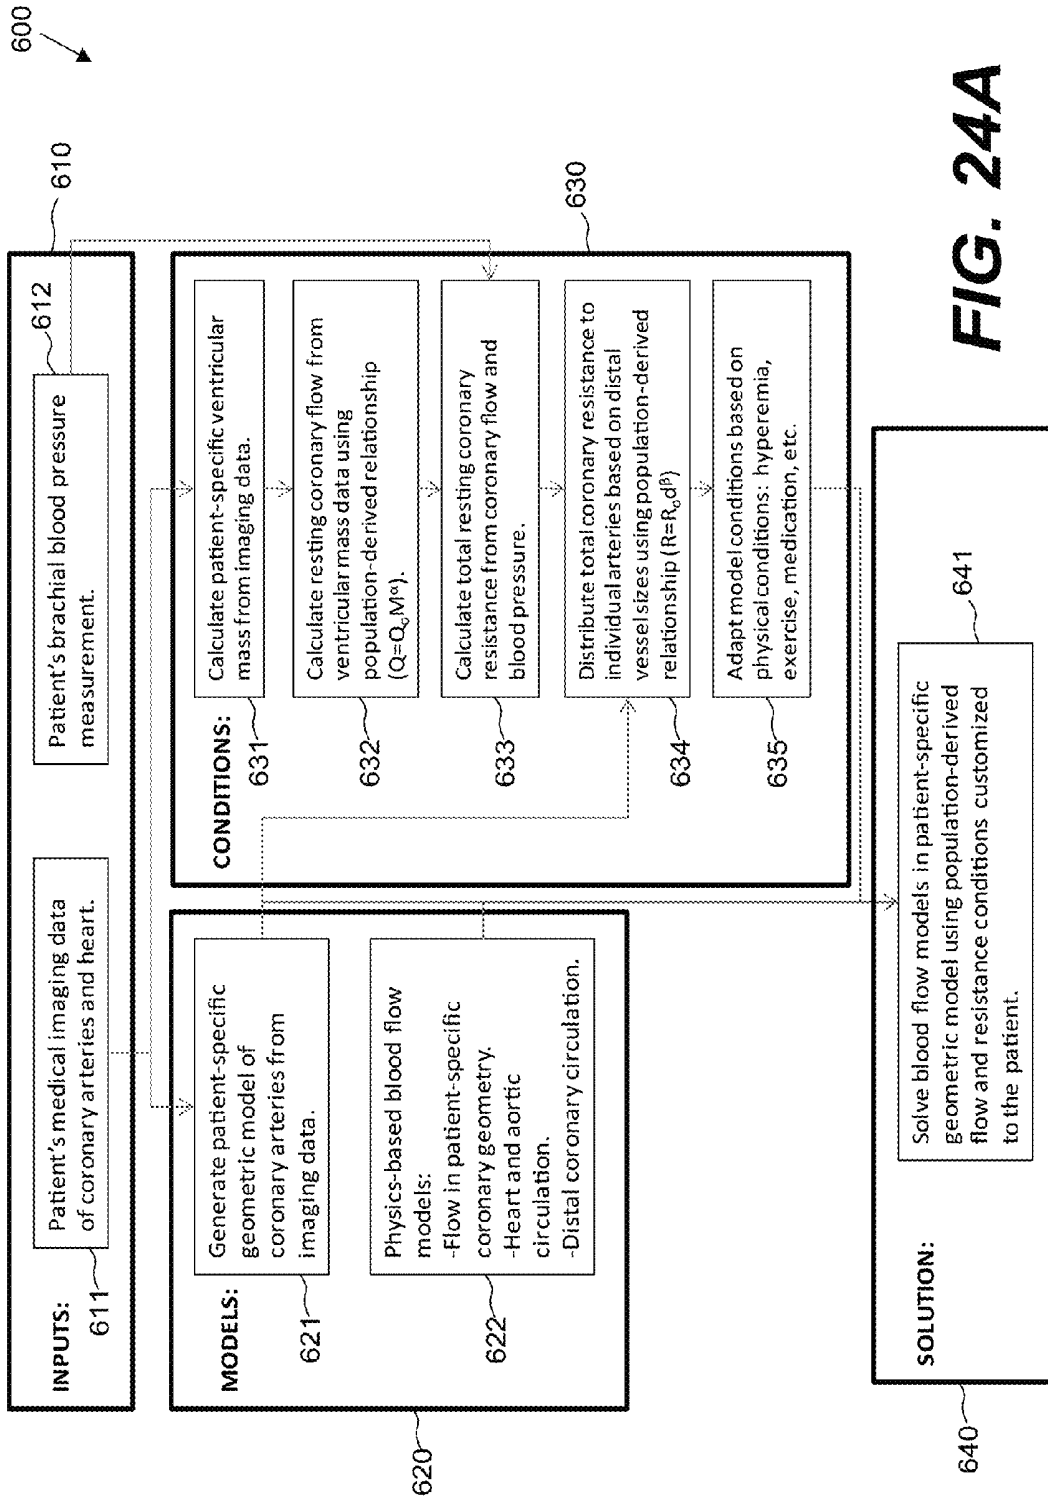 600
610
INPUTS:
Patient's medical imaging data
of coronary arteries and heart.
611
Patient's brachial blood pressure
measurement.
612
MODELS:
Generate patient-specific
geometric model of
coronary arteries from
imaging data.
621
Physics-based blood flow
models:
-Flow in patient-specific
coronary geometry.
-Heart and aortic
circulation.
-Distal coronary circulation.
622
620
CONDITIONS:
630
Calculate patient-specific ventricular
mass from imaging data.
631
Calculate resting coronary flow from
ventricular mass data using
population-derived relationship
(Q=QₒMᵅ).
632
Calculate total resting coronary
resistance from coronary flow and
blood pressure.
633
Distribute total coronary resistance to
individual arteries based on distal
vessel sizes using population-derived
relationship (R=Rₒdᵝ)
634
Adapt model conditions based on
physical conditions: hyperemia,
exercise, medication, etc.
635
SOLUTION:
640
641
Solve blood flow models in patient-specific
geometric model using population-derived
flow and resistance conditions customized
to the patient.
FIG. 24A